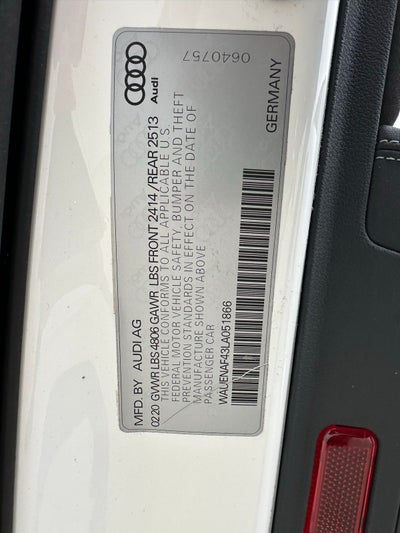 MFD. BY AUDI AG
Audi
0220 GVWR LBS 4806 GAWR LBS FRONT 2414 / REAR 2513
THIS VEHICLE CONFORMS TO ALL APPLICABLE U.S.
FEDERAL MOTOR VEHICLE SAFETY, BUMPER AND THEFT
PREVENTION STANDARDS IN EFFECT ON THE DATE OF
MANUFACTURE SHOWN ABOVE
PASSENGER CAR
WAUENAF43LA051866
GERMANY
0640757